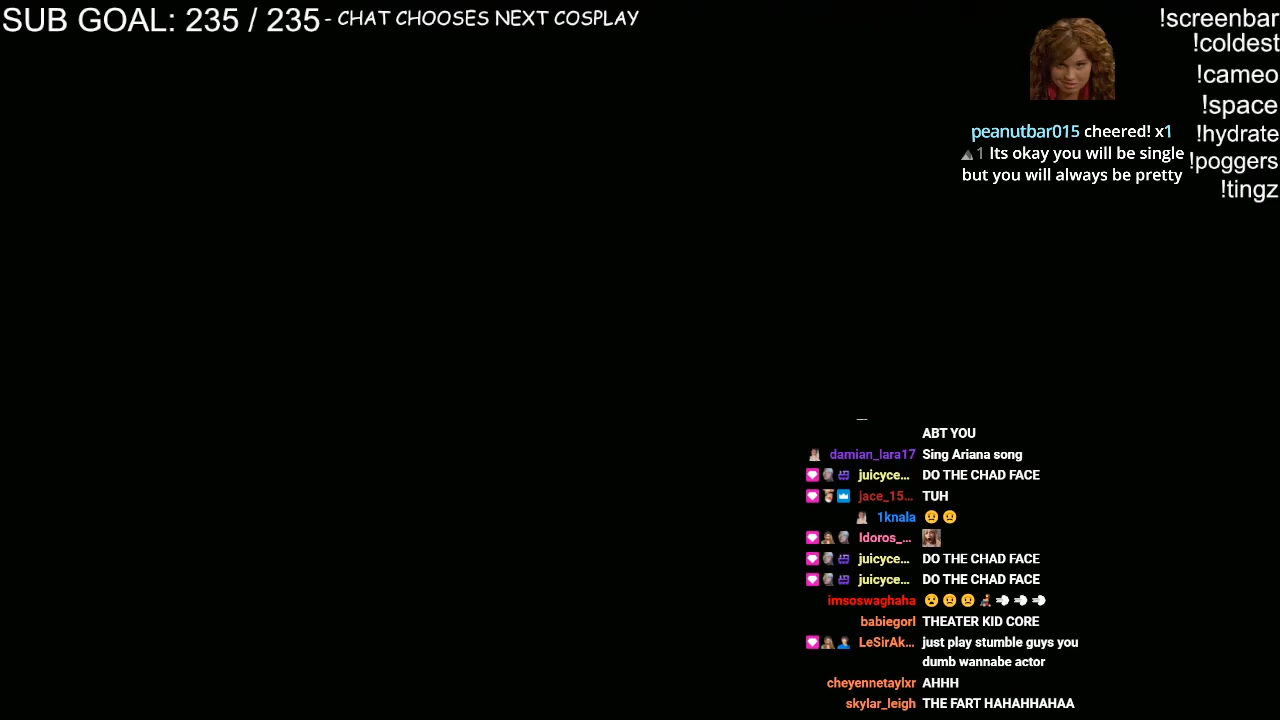 SUB GOAL: 235 / 235 - CHAT CHOOSES NEXT COSPLAY
!screenbar
!coldest
!cameo
!space
!hydrate
!poggers
!tingz
peanutbar015 cheered! x1
1 Its okay you will be single
but you will always be pretty
ABT YOU
damian_lara17 Sing Ariana song
juicyce... DO THE CHAD FACE
jace_15... TUH
1knala 😟😟
ldoros_...
juicyce... DO THE CHAD FACE
juicyce... DO THE CHAD FACE
imsoswaghaha 😟😟😟👩‍🦽💨💨💨
babiegorl THEATER KID CORE
LeSirAk... just play stumble guys you
dumb wannabe actor
cheyennetaylxr AHHH
skylar_leigh THE FART HAHAHHAHAA